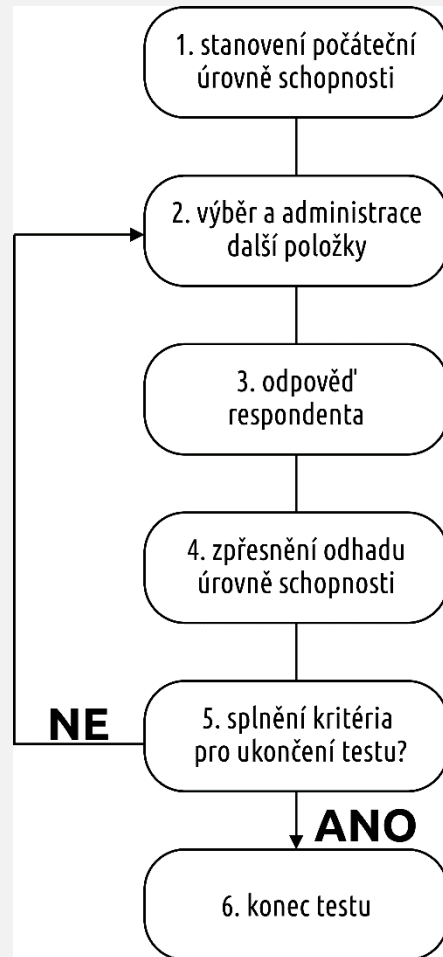 1. stanovení počáteční
úrovně schopnosti
2. výběr a administrace
další položky
3. odpověď
respondenta
4. zpřesnění odhadu
úrovně schopnosti
5. splnění kritéria
pro ukončení testu?
NE
ANO
6. konec testu